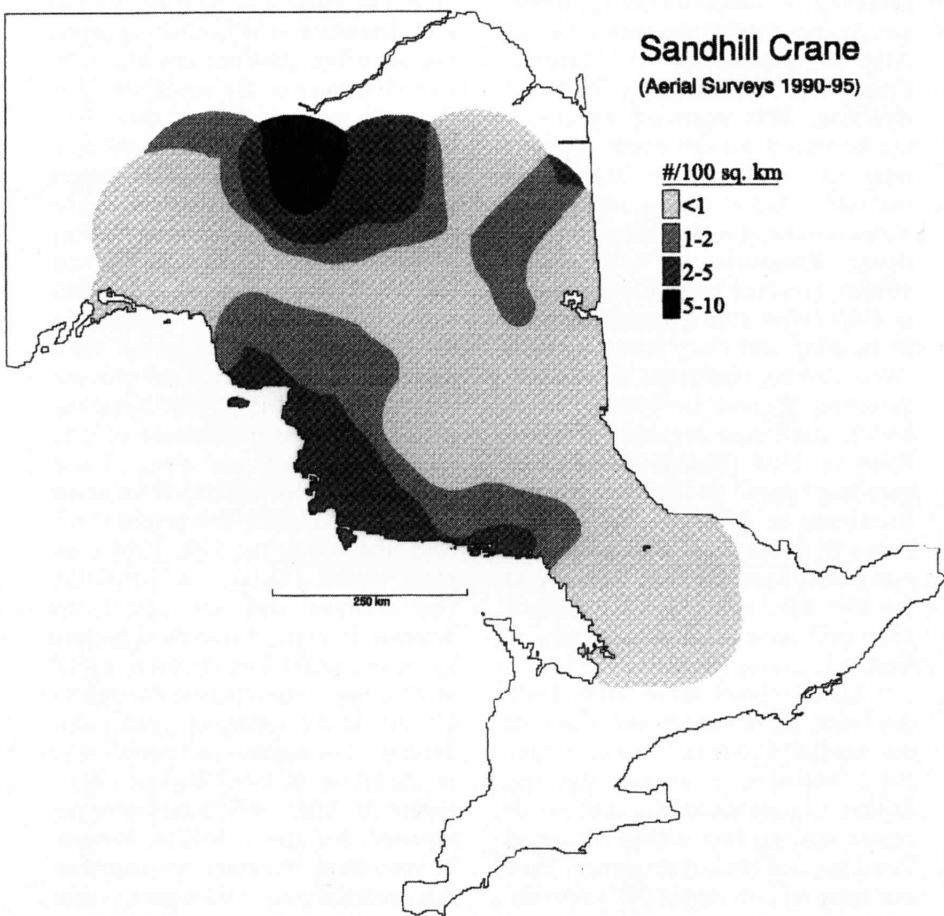 Sandhill Crane
(Aerial Surveys 1990-95)
#/100 sq. km
<1
1-2
2-5
5-10
250 km